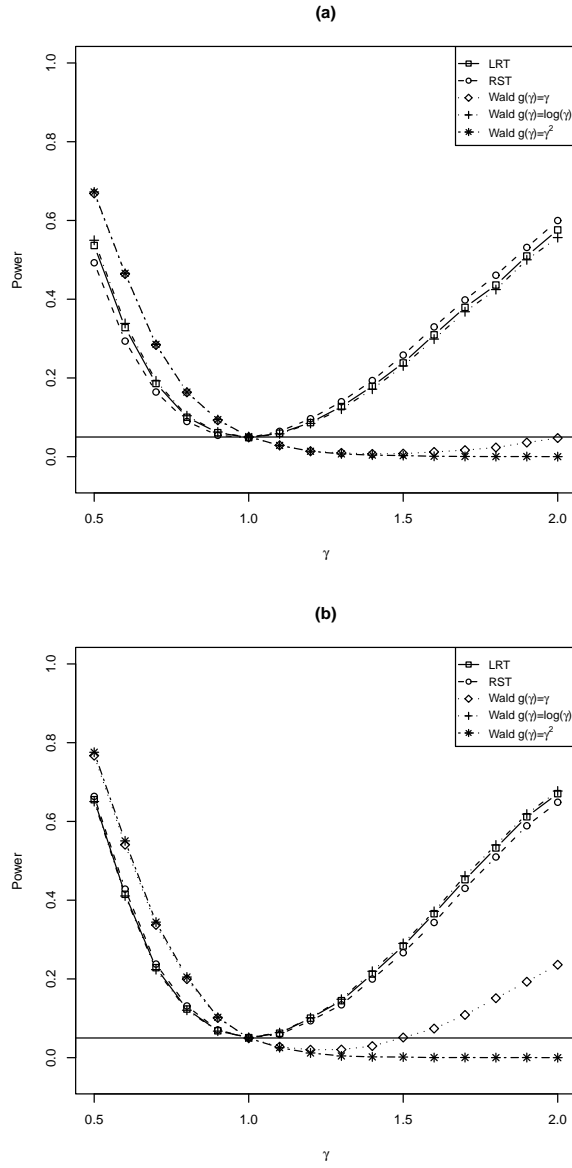 (a)
1.0
0.8
0.6
0.4
0.2
0.0
Power
LRT
RST
Wald g(γ)=γ
Wald g(γ)=log(γ)
Wald g(γ)=γ²
0.5
1.0
1.5
2.0
γ
(b)
1.0
0.8
0.6
0.4
0.2
0.0
Power
LRT
RST
Wald g(γ)=γ
Wald g(γ)=log(γ)
Wald g(γ)=γ²
0.5
1.0
1.5
2.0
γ